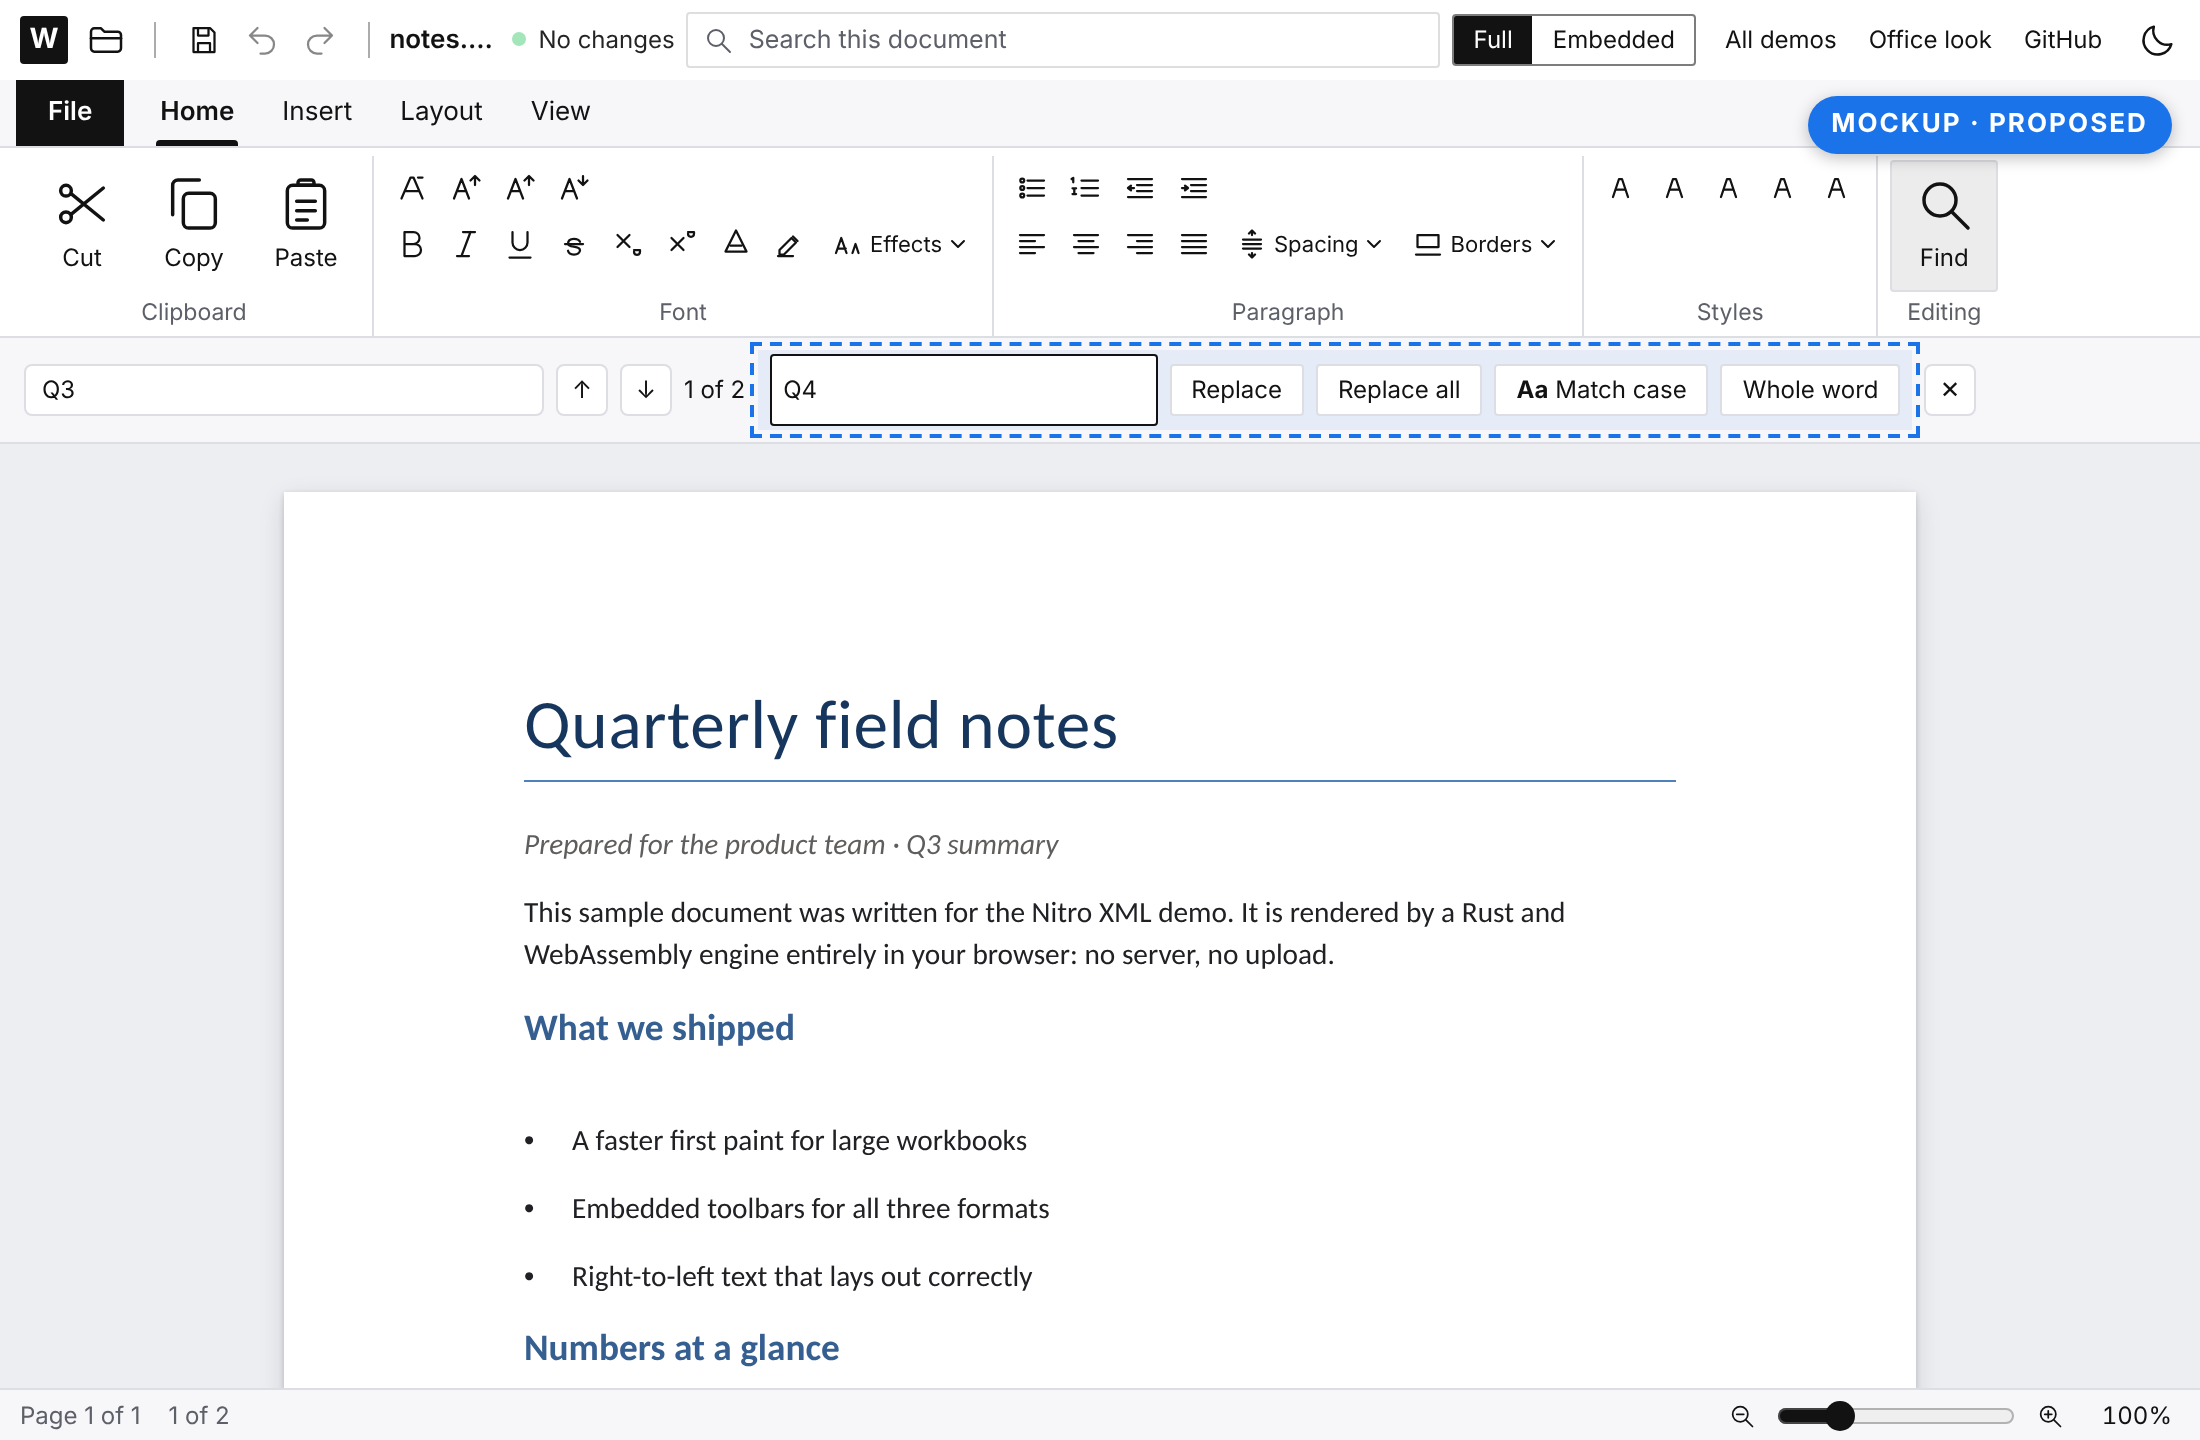 W notes.... No changes Search this document Full Embedded All demos Office look GitHub
File Home Insert Layout View
MOCKUP · PROPOSED
Cut Copy Paste
Effects Spacing Borders
Find
Clipboard Font Paragraph Styles Editing
Q3 1 of 2 Q4 Replace Replace all Aa Match case Whole word
Quarterly field notes
Prepared for the product team · Q3 summary
This sample document was written for the Nitro XML demo. It is rendered by a Rust and
WebAssembly engine entirely in your browser: no server, no upload.
What we shipped
• A faster first paint for large workbooks
• Embedded toolbars for all three formats
• Right-to-left text that lays out correctly
Numbers at a glance
Page 1 of 1 1 of 2 100%